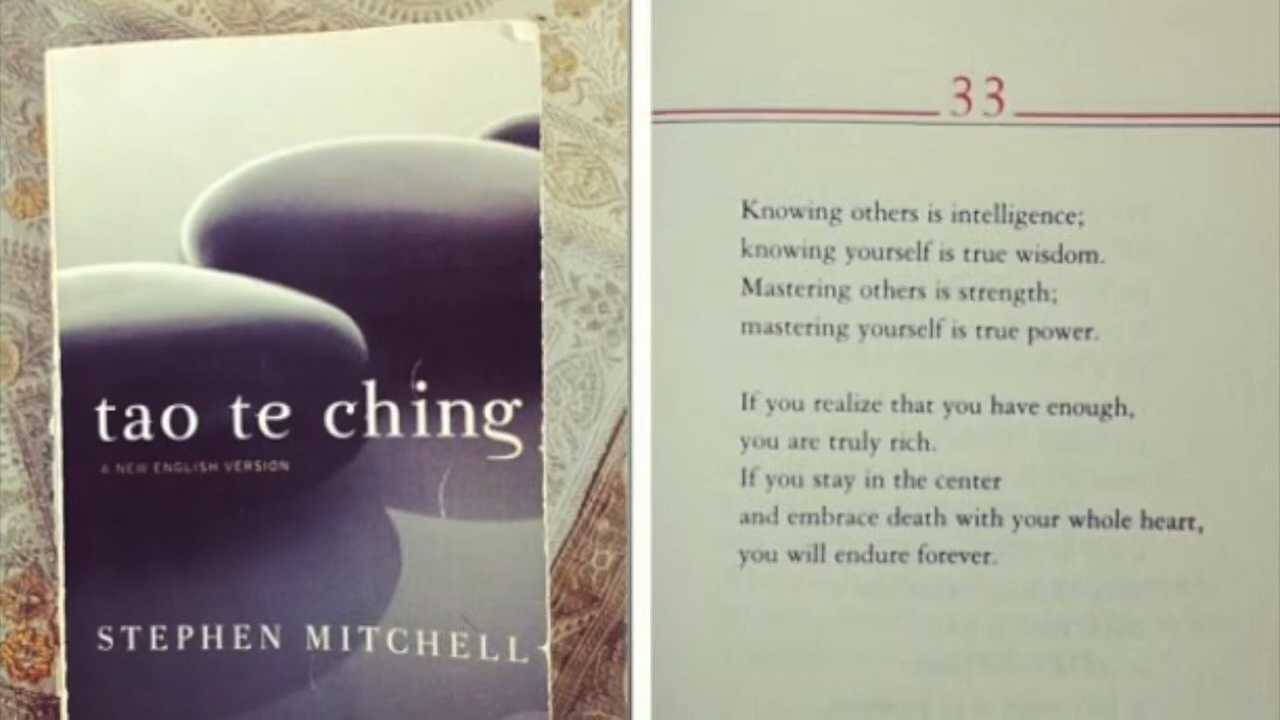 tao te ching
A NEW ENGLISH VERSION
STEPHEN MITCHELL
33
Knowing others is intelligence;
knowing yourself is true wisdom.
Mastering others is strength;
mastering yourself is true power.
If you realize that you have enough,
you are truly rich.
If you stay in the center
and embrace death with your whole heart,
you will endure forever.